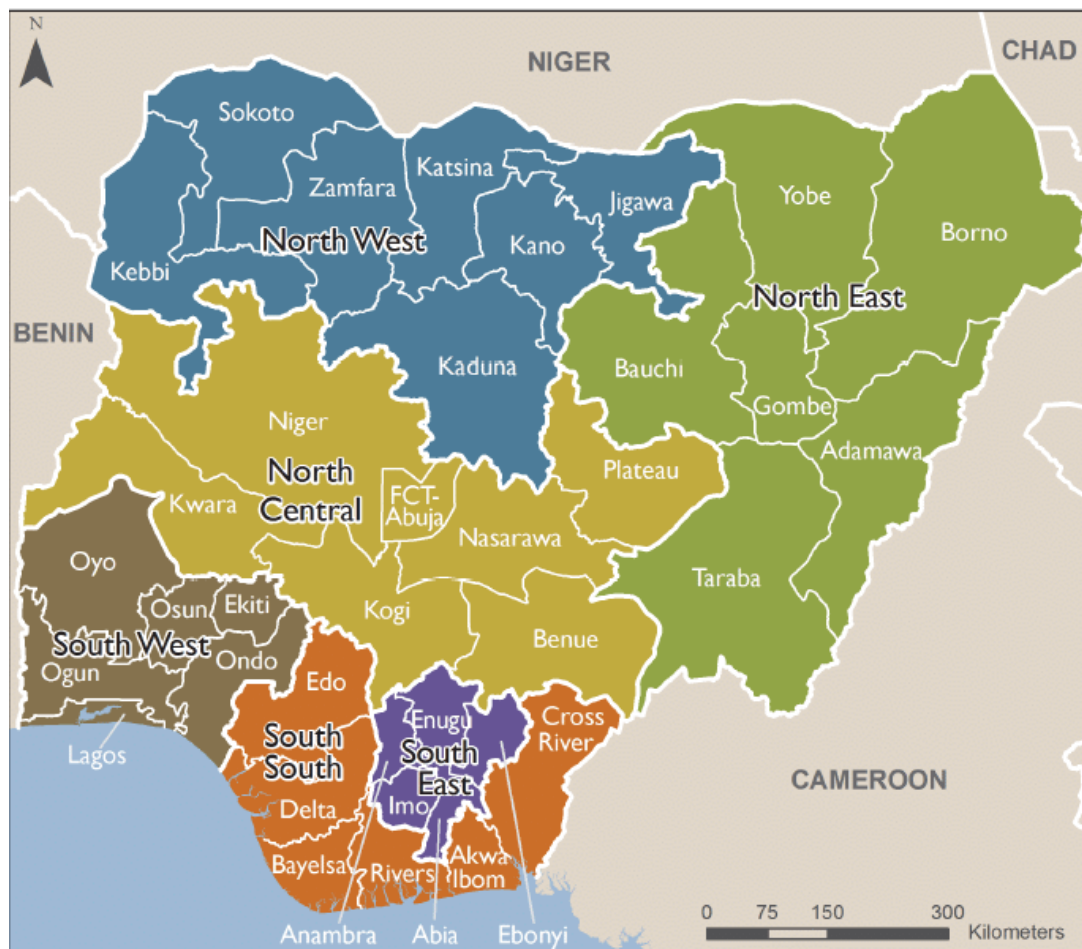 N
NIGER
CHAD
Sokoto
Katsina
Zamfara
Jigawa
Yobe
Borno
Kano
North West
Kebbi
North East
BENIN
Kaduna
Bauchi
Gombe
Niger
Adamawa
Plateau
North
Central
FCT-
Abuja
Kwara
Nasarawa
Oyo
Taraba
Osun
Ekiti
Kogi
Benue
South West
Ondo
Ogun
Edo
Cross
River
Enugu
South
South
South
East
Lagos
CAMEROON
Delta
Imo
Bayelsa
Rivers
Akwa
Ibom
0 75 150 300
Kilometers
Anambra
Abia
Ebonyi